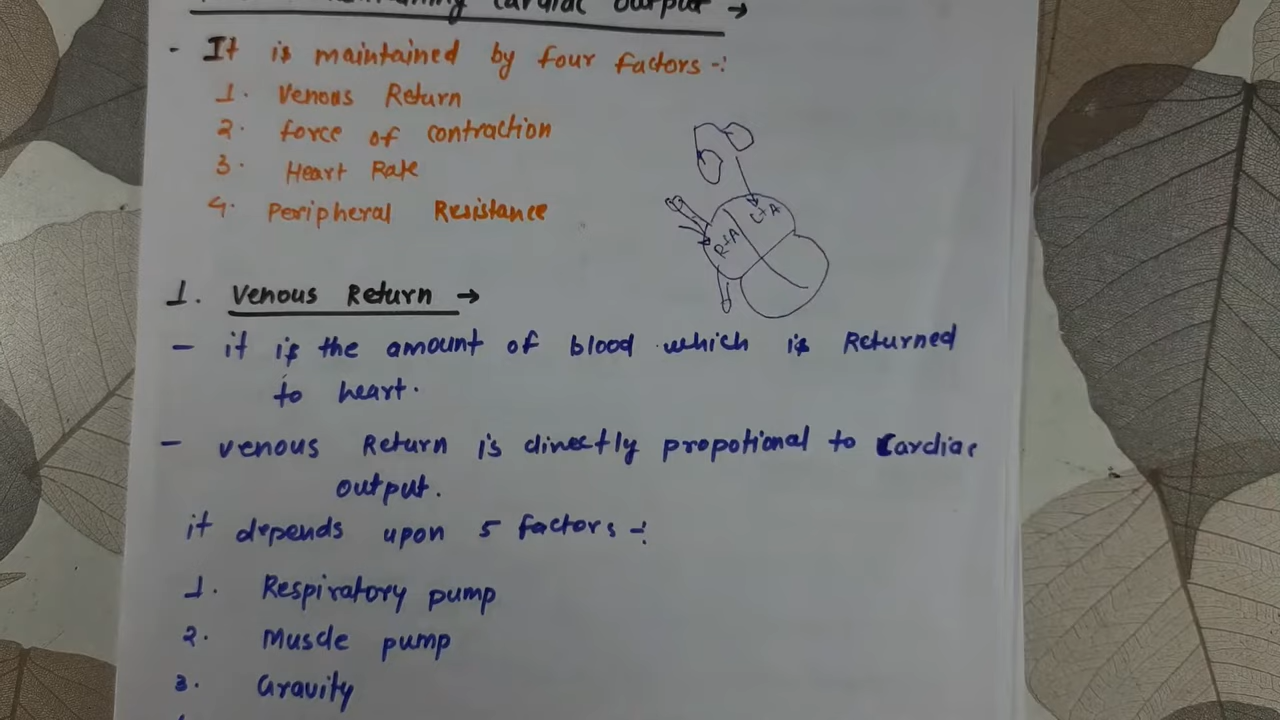 cardiac output →
- It is maintained by four factors -:
1. Venous Return
2. force of contraction
3. Heart Rate
4. Peripheral Resistance
L+A
R+A
1. Venous Return →
- it is the amount of blood which is Returned
to heart.
- venous Return is directly propotional to Cardiac
output.
it depends upon 5 factors -:
1. Respiratory pump
2. Muscle pump
3. Gravity